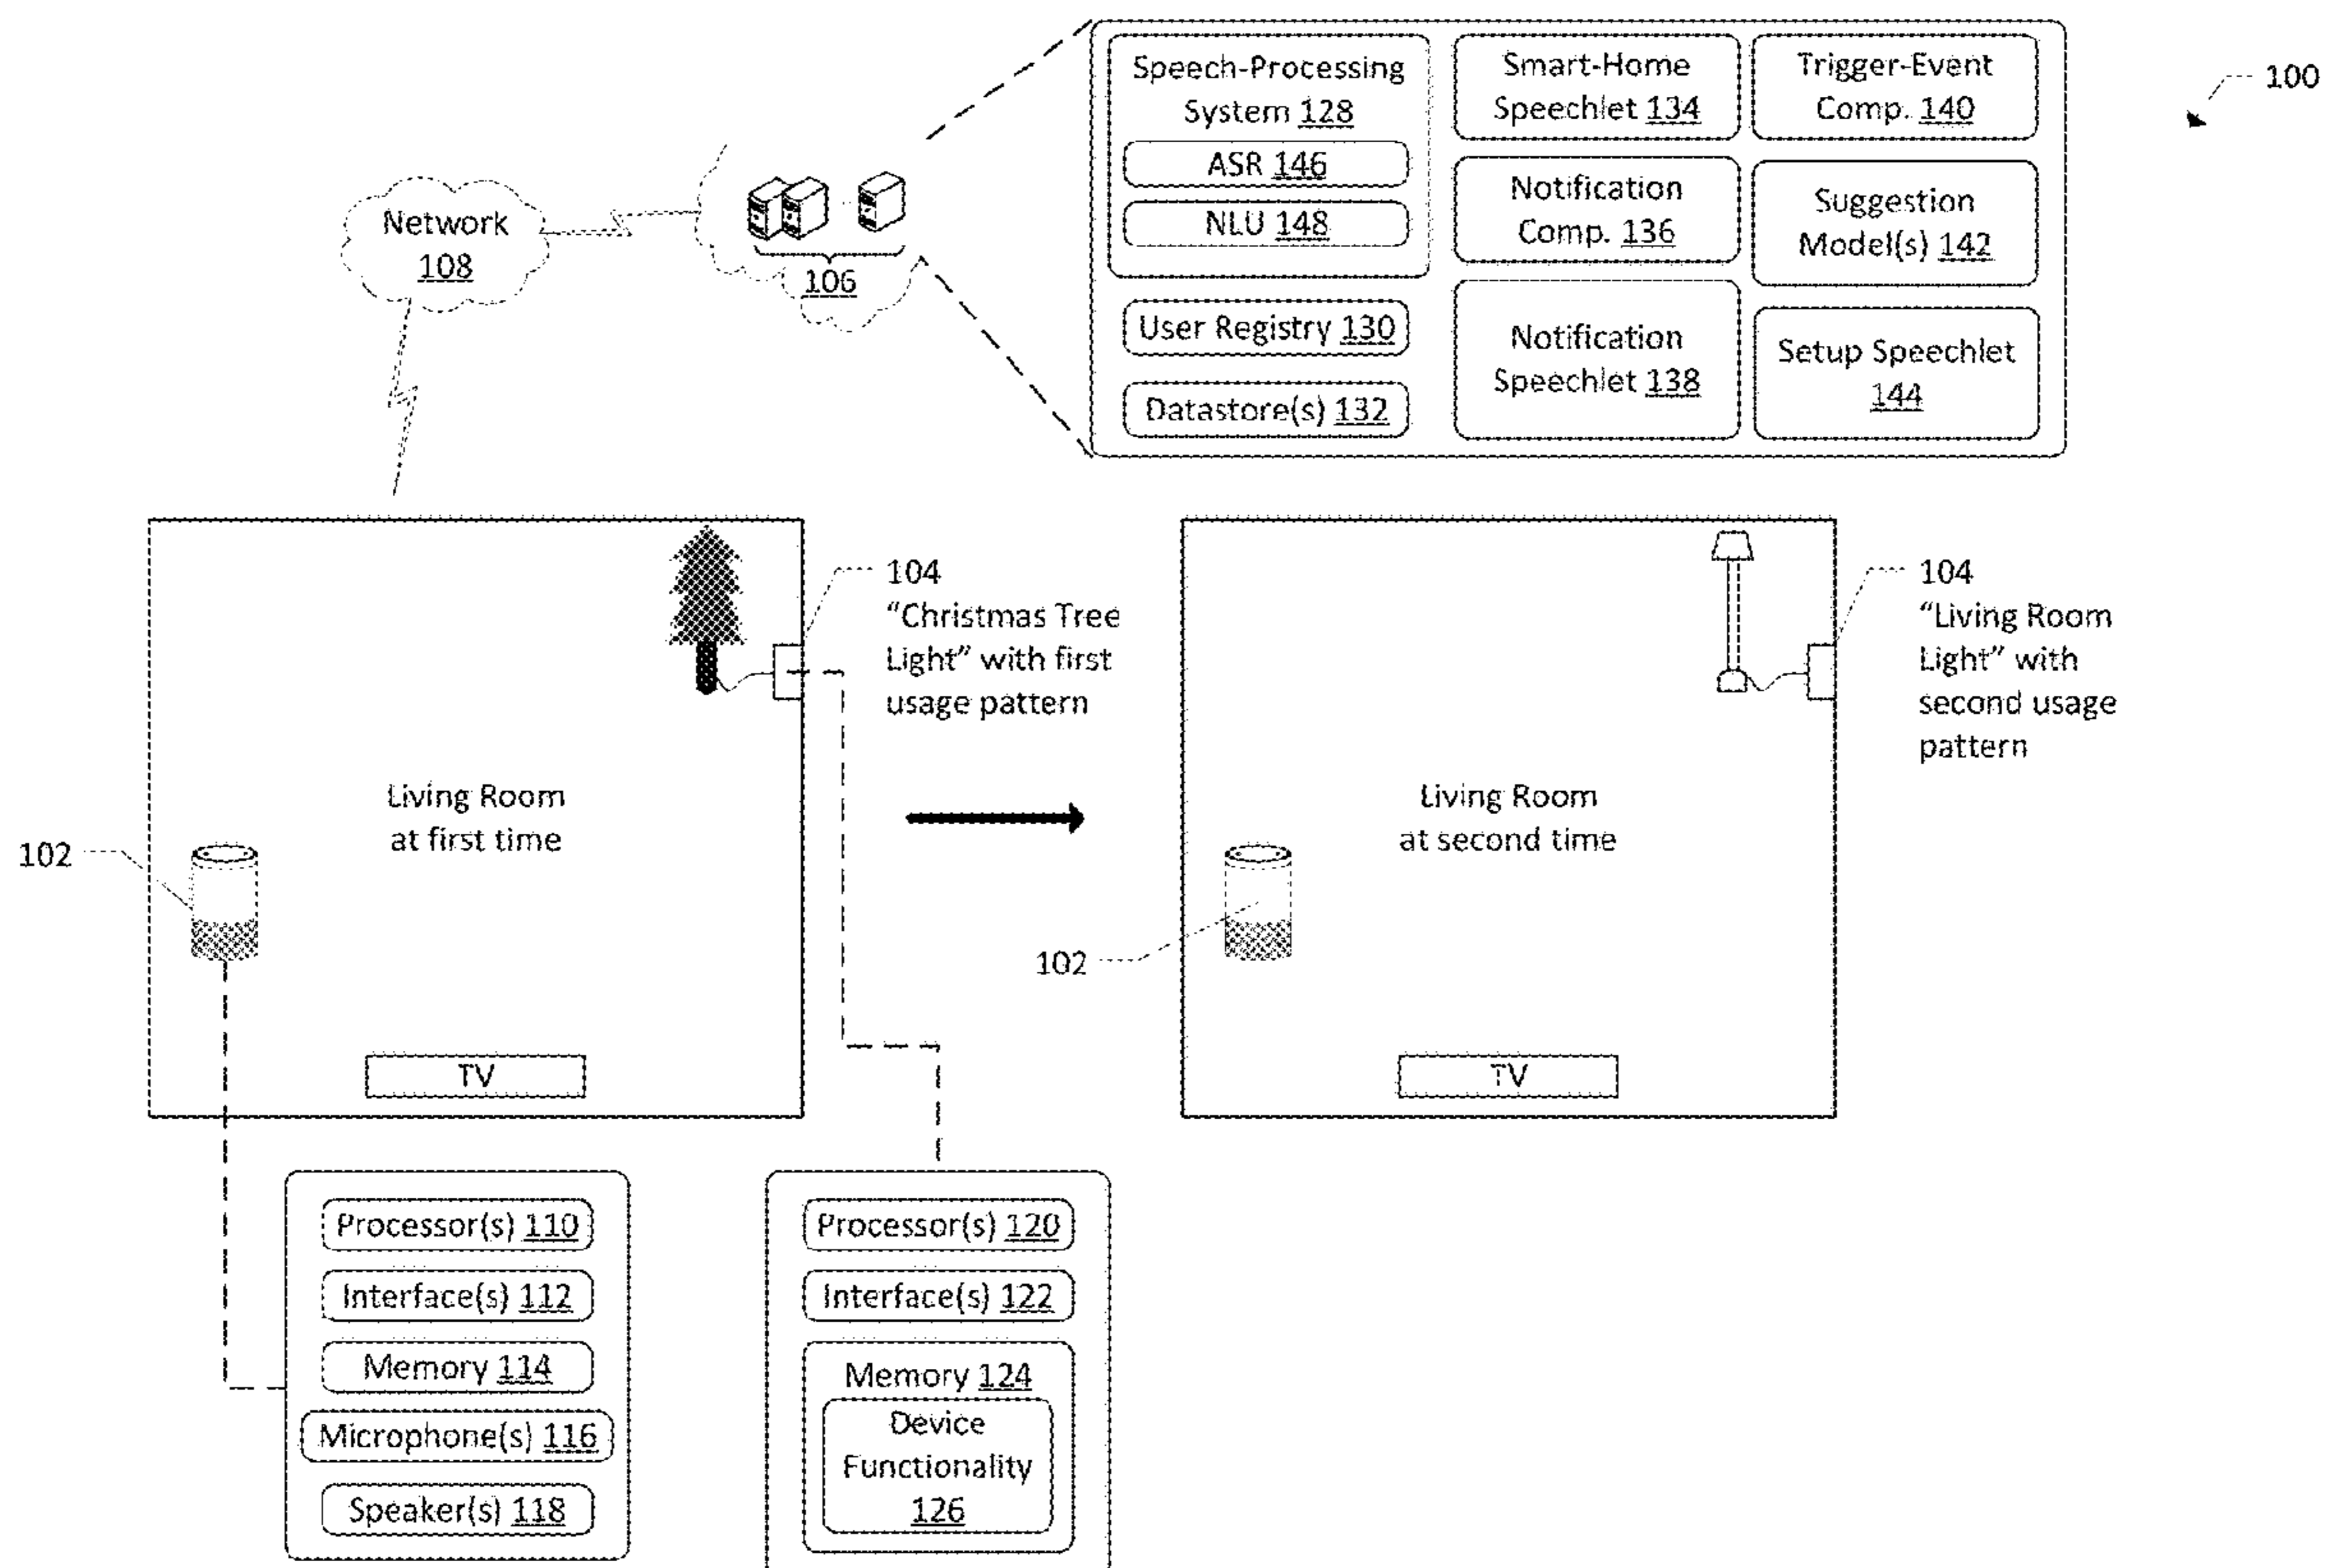 Speech-Processing
System 128
ASR 146
NLU 148
User Registry 130
Datastore(s) 132
Smart-Home
Speechlet 134
Notification
Comp. 136
Notification
Speechlet 138
Trigger-Event
Comp. 140
Suggestion
Model(s) 142
Setup Speechlet
144
100
Network
108
106
104
“Christmas Tree
Light” with first
usage pattern
Living Room
at first time
102
TV
104
“Living Room
Light” with
second usage
pattern
Living Room
at second time
102
TV
Processor(s) 110
Interface(s) 112
Memory 114
Microphone(s) 116
Speaker(s) 118
Processor(s) 120
Interface(s) 122
Memory 124
Device
Functionality
126